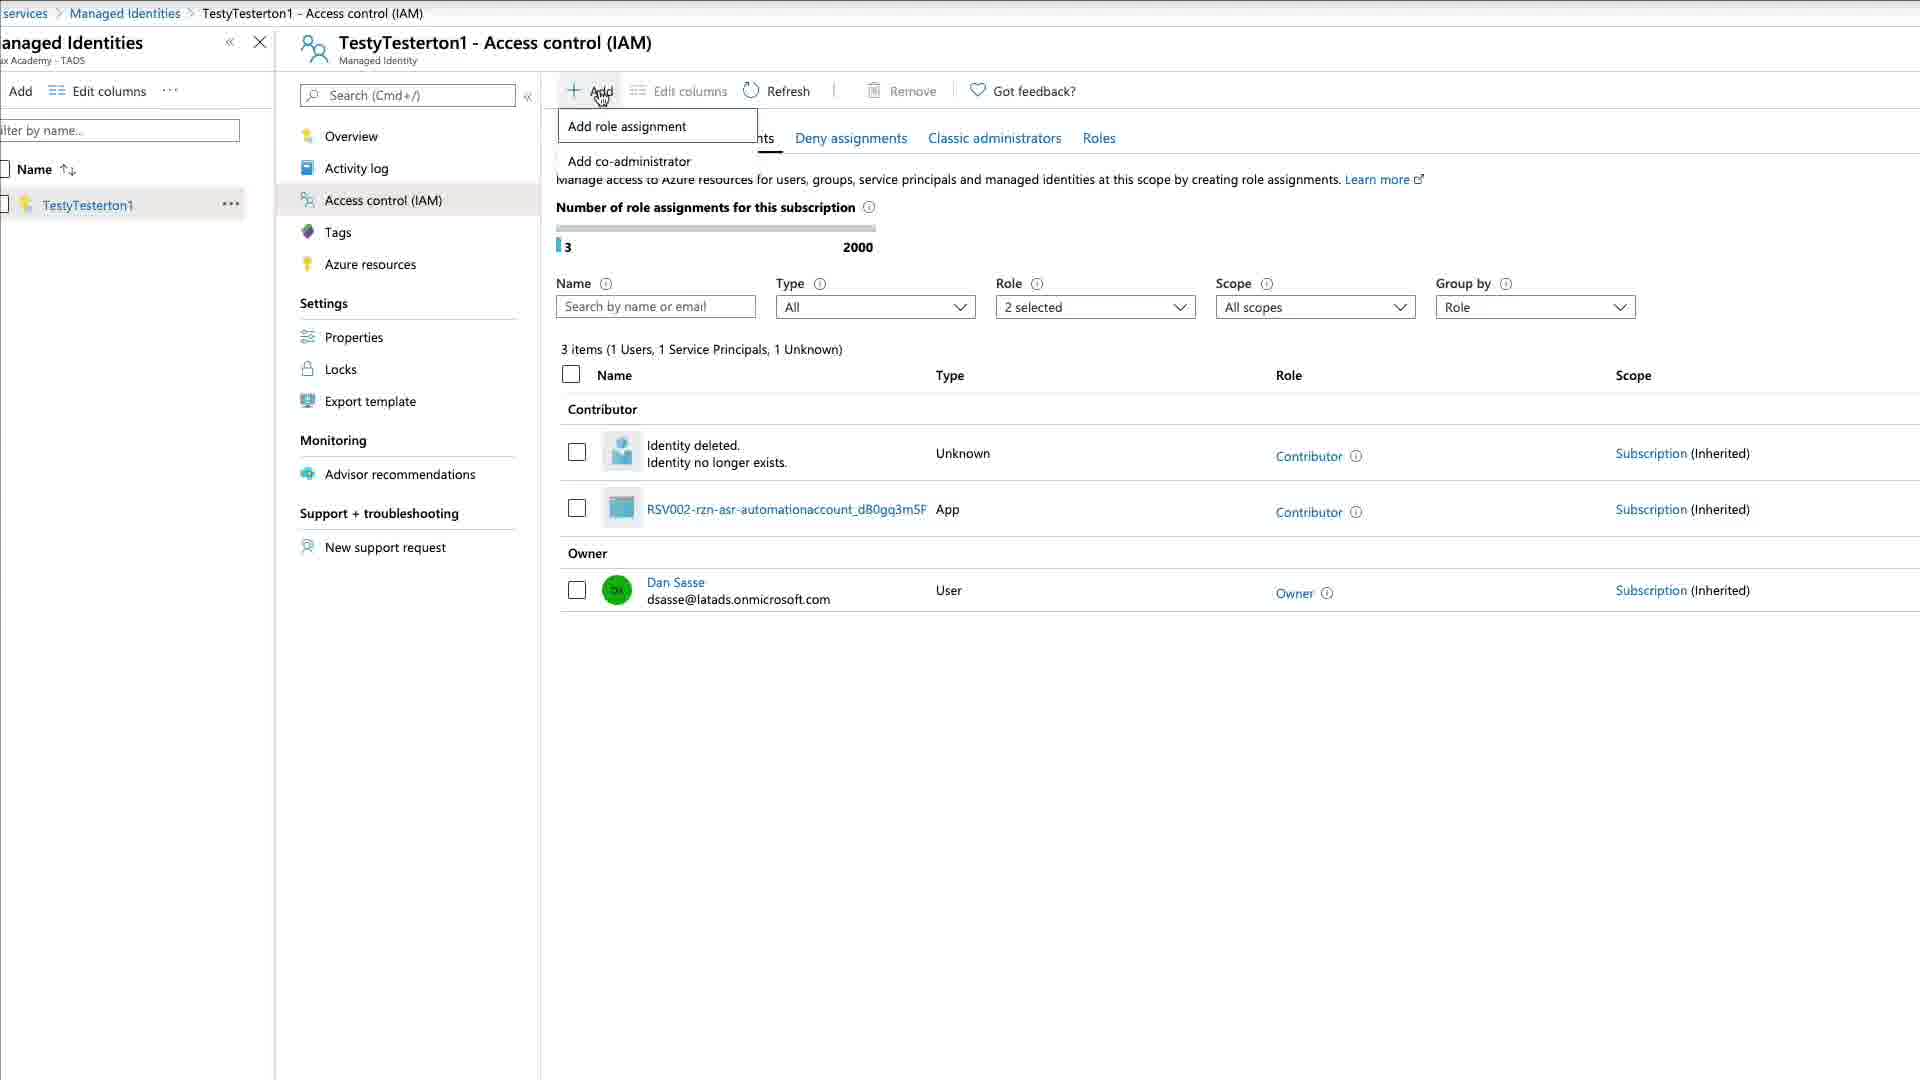 services > Managed Identities > TestyTesterton1 - Access control (IAM)
anaged Identities
ax Academy - TADS
Add Edit columns ...
ilter by name...
Name
TestyTesterton1 ...
TestyTesterton1 - Access control (IAM)
Managed Identity
Search (Cmd+/)
Overview
Activity log
Access control (IAM)
Tags
Azure resources
Settings
Properties
Locks
Export template
Monitoring
Advisor recommendations
Support + troubleshooting
New support request
Add Edit columns Refresh Remove Got feedback?
Add role assignment
Add co-administrator
nts Deny assignments Classic administrators Roles
Manage access to Azure resources for users, groups, service principals and managed identities at this scope by creating role assignments. Learn more
Number of role assignments for this subscription
3 2000
Name Type Role Scope Group by
Search by name or email All 2 selected All scopes Role
3 items (1 Users, 1 Service Principals, 1 Unknown)
Name Type Role Scope
Contributor
Identity deleted.
Identity no longer exists.
Unknown Contributor Subscription (Inherited)
RSV002-rzn-asr-automationaccount_dB0gq3m5F App Contributor Subscription (Inherited)
Owner
Dan Sasse
dsasse@latads.onmicrosoft.com
User Owner Subscription (Inherited)